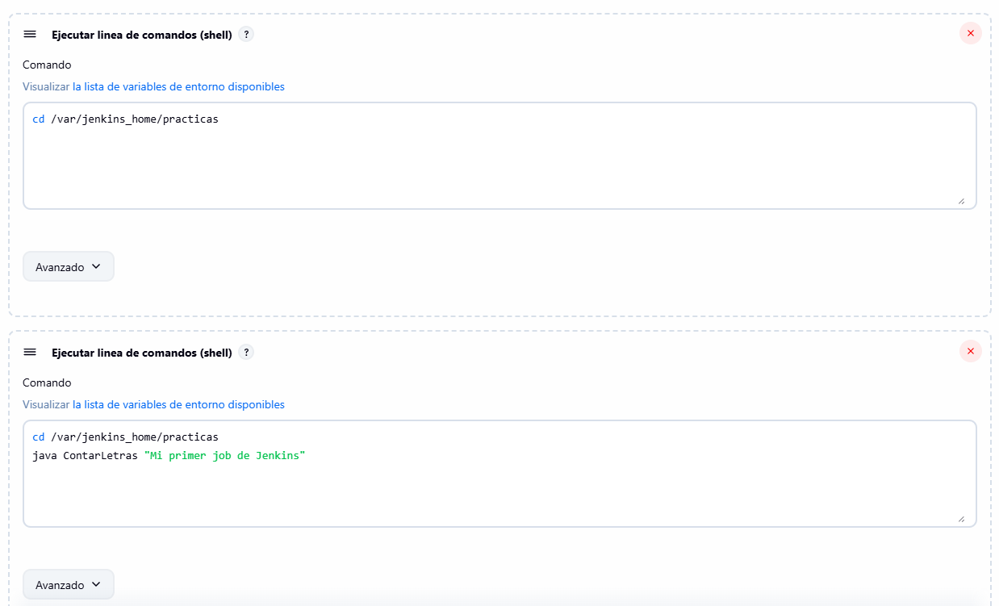 Ejecutar linea de comandos (shell) ?
Comando
Visualizar la lista de variables de entorno disponibles
cd /var/jenkins_home/practicas
Avanzado
Ejecutar linea de comandos (shell) ?
Comando
Visualizar la lista de variables de entorno disponibles
cd /var/jenkins_home/practicas
java ContarLetras "Mi primer job de Jenkins"
Avanzado